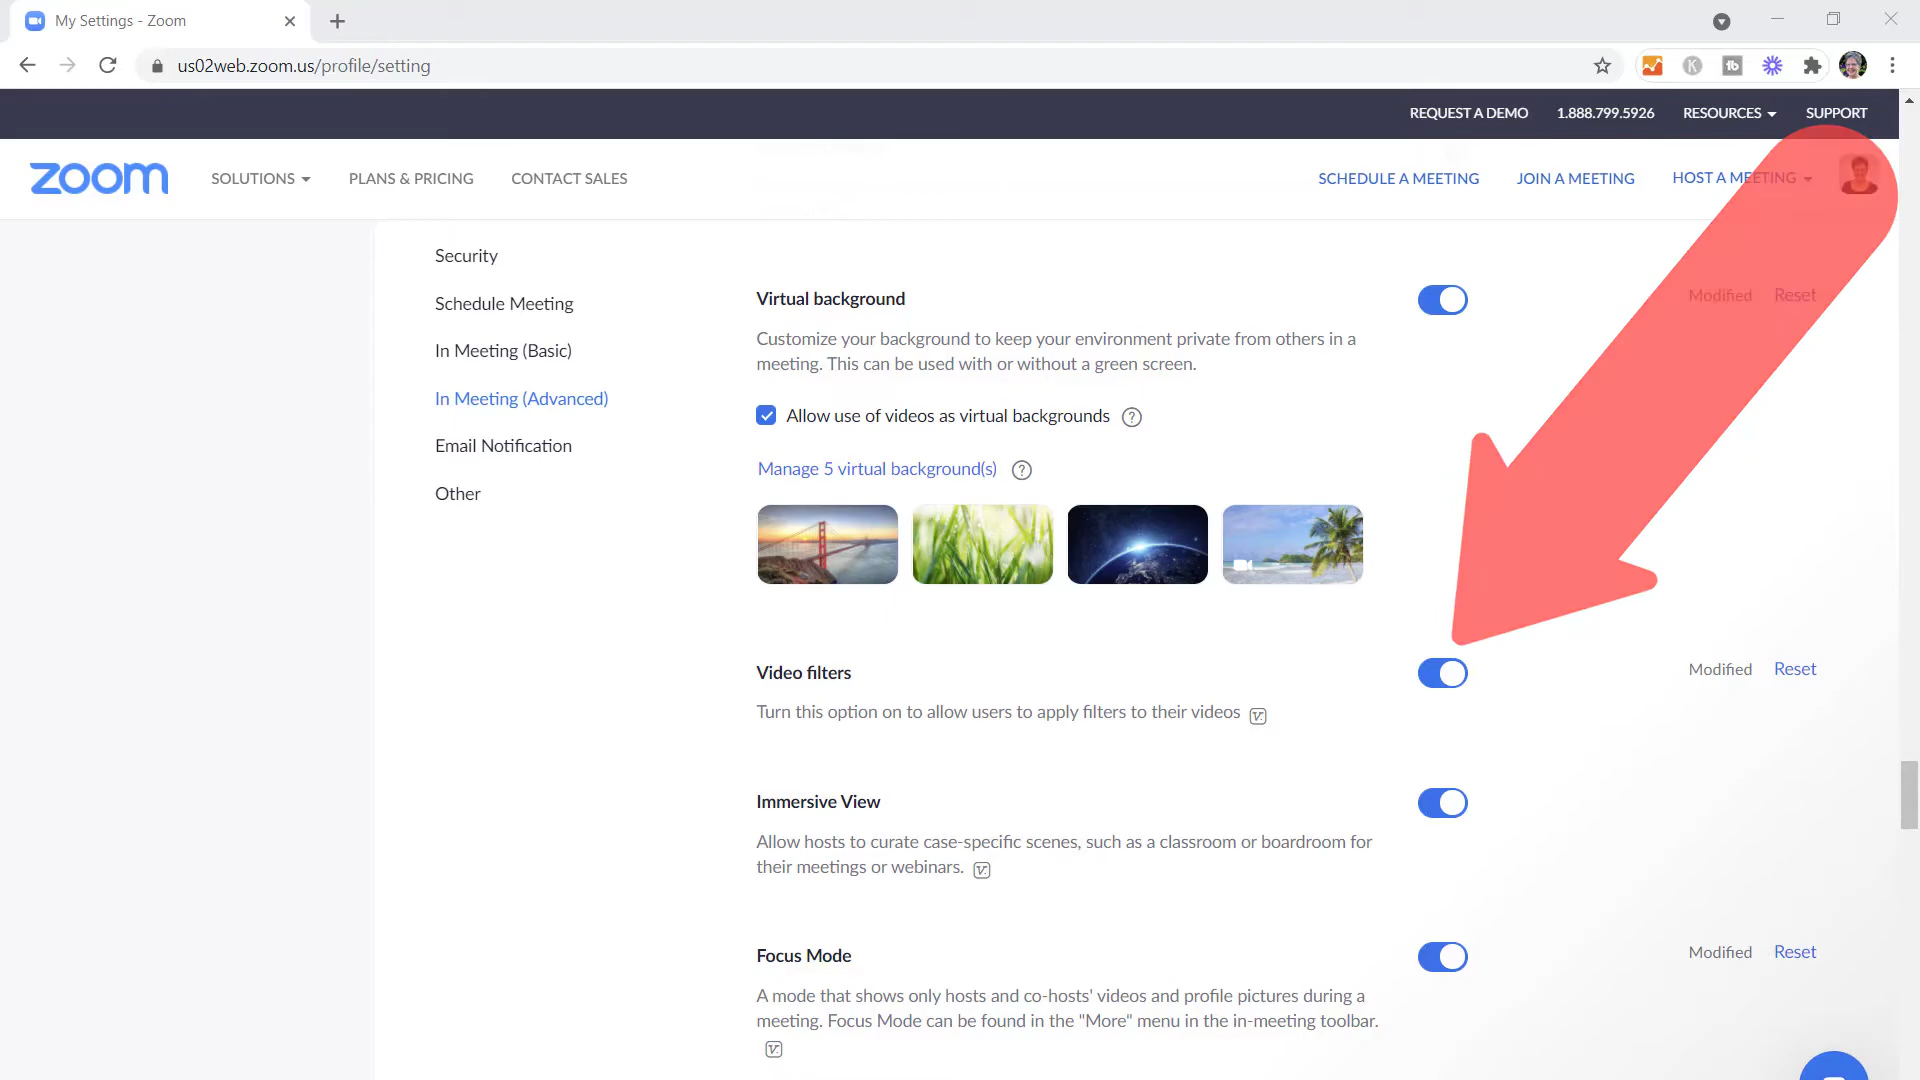 My Settings - Zoom
us02web.zoom.us/profile/setting
REQUEST A DEMO 1.888.799.5926 RESOURCES SUPPORT
zoom SOLUTIONS PLANS & PRICING CONTACT SALES SCHEDULE A MEETING JOIN A MEETING HOST A MEETING
Security
Schedule Meeting
In Meeting (Basic)
In Meeting (Advanced)
Email Notification
Other
Virtual background Modified Reset
Customize your background to keep your environment private from others in a
meeting. This can be used with or without a green screen.
Allow use of videos as virtual backgrounds ?
Manage 5 virtual background(s) ?
Video filters Modified Reset
Turn this option on to allow users to apply filters to their videos
Immersive View
Allow hosts to curate case-specific scenes, such as a classroom or boardroom for
their meetings or webinars.
Focus Mode Modified Reset
A mode that shows only hosts and co-hosts' videos and profile pictures during a
meeting. Focus Mode can be found in the "More" menu in the in-meeting toolbar.